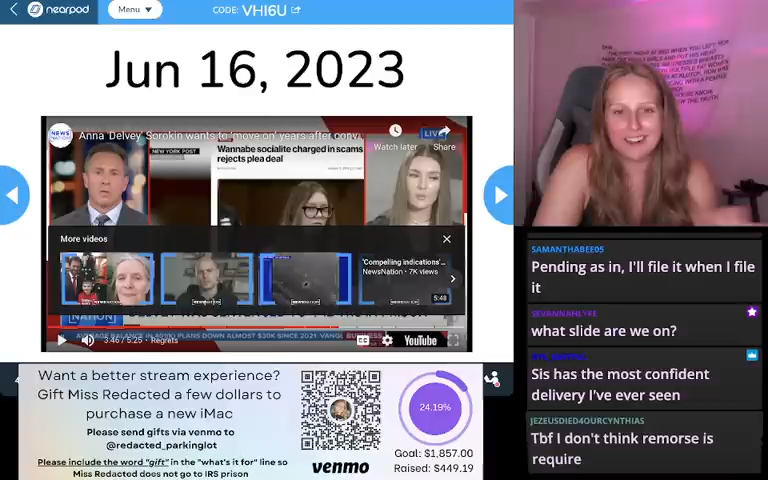 nearpod
Menu
CODE: VHI6U
Jun 16, 2023
NEWS NATION
Anna 'Delvey' Sorokin wants to 'move on' years after conv
LIVE
Watch later
Share
NEW YORK POST
Wannabe socialite charged in scams
rejects plea deal
More videos
'Compelling indications'...
NewsNation • 7K views
5:48
3:46 / 5:25 • Regrets
CC
YouTube
Want a better stream experience?
Gift Miss Redacted a few dollars to
purchase a new iMac
Please send gifts via venmo to
@redacted_parkinglot
Please include the word "gift" in the "what's it for" line so
Miss Redacted does not go to IRS prison
venmo
24.19%
Goal: $1,857.00
Raised: $449.19
SAMANTHABEE05
Pending as in, I'll file it when I file
it
SEVANNAHLYKE
what slide are we on?
Sis has the most confident
delivery I've ever seen
JEZEUSDIED4OURCYNTHIAS
Tbf I don't think remorse is
require